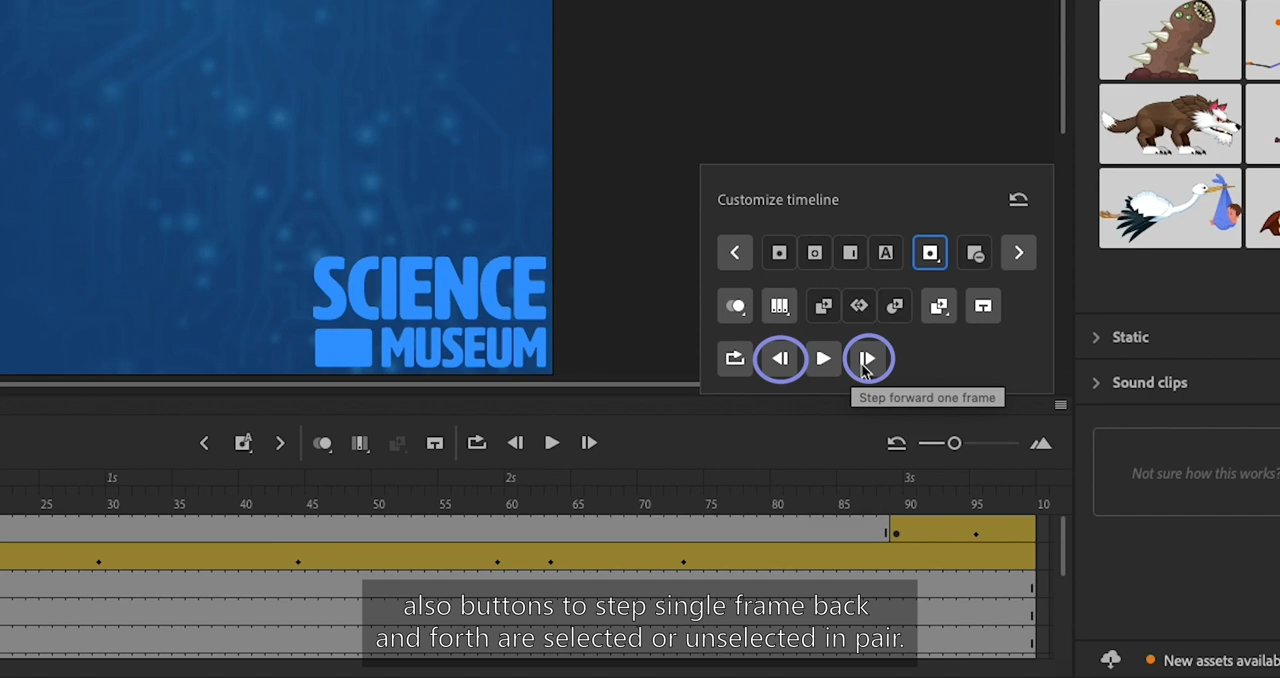 SCIENCE
MUSEUM
Customize timeline
A
Step forward one frame
Static
Sound clips
Not sure how this works?
A
1s
2s
3s
25 30 35 40 45 50 55 60 65 70 75 80 85 90 95 10
also buttons to step single frame back
and forth are selected or unselected in pair.
New assets availab